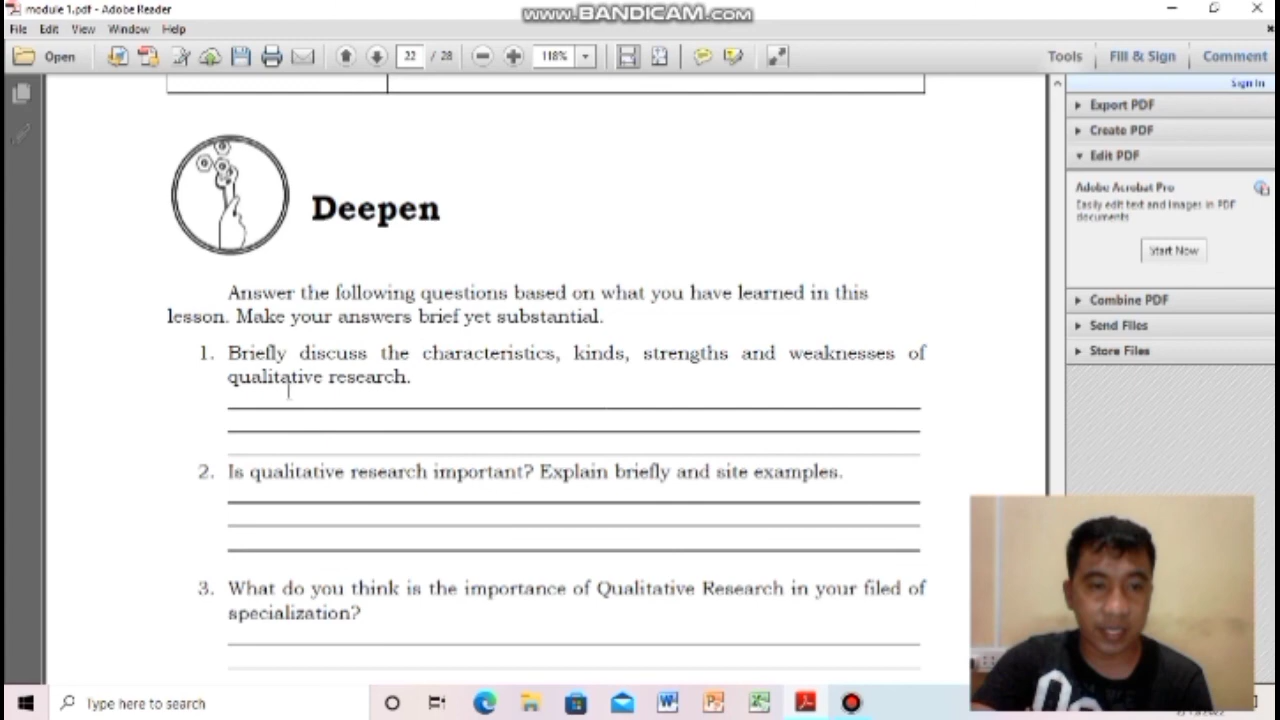 module 1.pdf - Adobe Reader
www.BANDICAM.com
File Edit View Window Help
Open 22 / 28 118% Tools Fill & Sign Comment
Sign In
Export PDF
Create PDF
Edit PDF
Adobe Acrobat Pro
Easily edit text and images in PDF
documents
Start Now
Combine PDF
Send Files
Store Files
Deepen
Answer the following questions based on what you have learned in this
lesson. Make your answers brief yet substantial.
1. Briefly discuss the characteristics, kinds, strengths and weaknesses of
qualitative research.
2. Is qualitative research important? Explain briefly and site examples.
3. What do you think is the importance of Qualitative Research in your filed of
specialization?
Type here to search